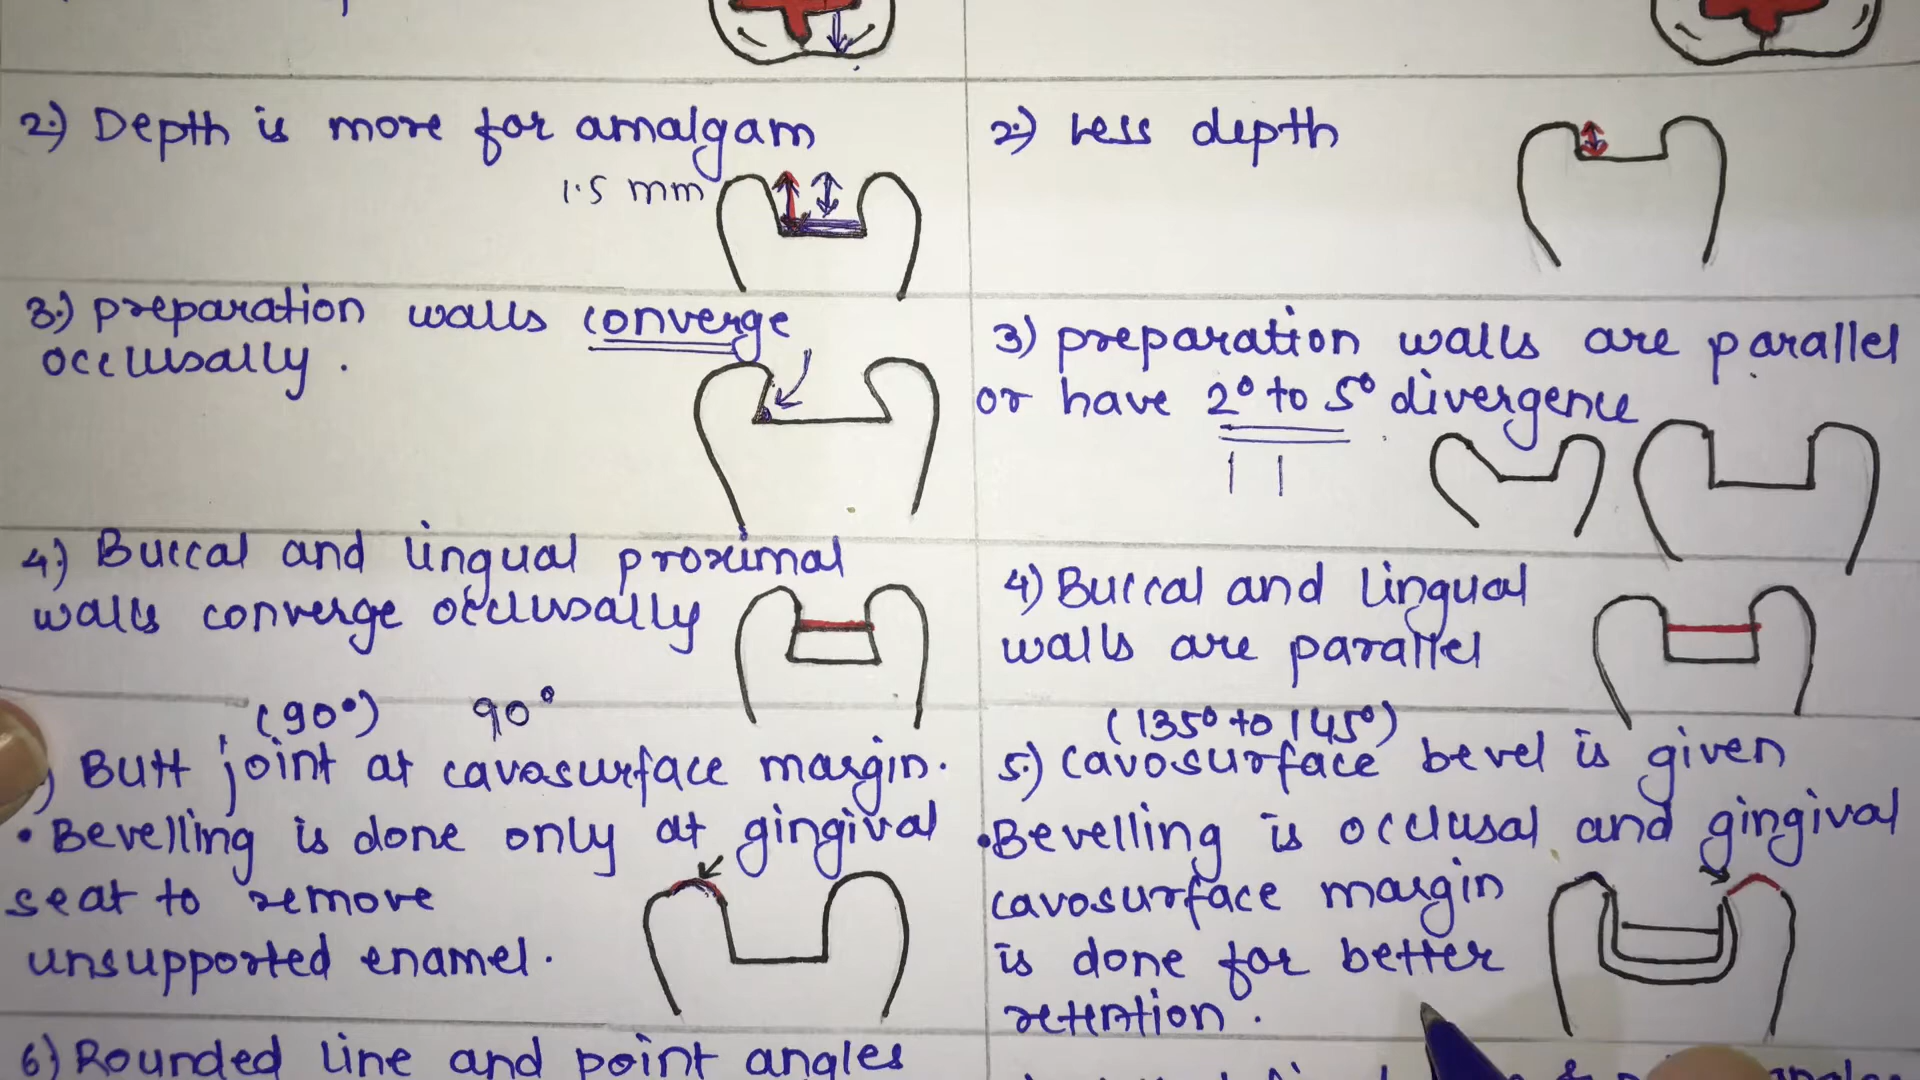 2.) Depth is more for amalgam
1.5 mm
2.) Less depth
3.) preparation walls converge
occlusally.
3) preparation walls are parallel
or have 2° to 5° divergence
4.) Buccal and lingual proximal
walls converge occlusally
4) Buccal and lingual
walls are parallel
(90°) 90°
) Butt joint at cavosurface margin.
• Bevelling is done only at gingival
seat to remove
unsupported enamel.
(135° to 145°)
5.) cavosurface bevel is given
• Bevelling is occlusal and gingival
cavosurface margin
is done for better
retention.
6) Rounded line and point angles